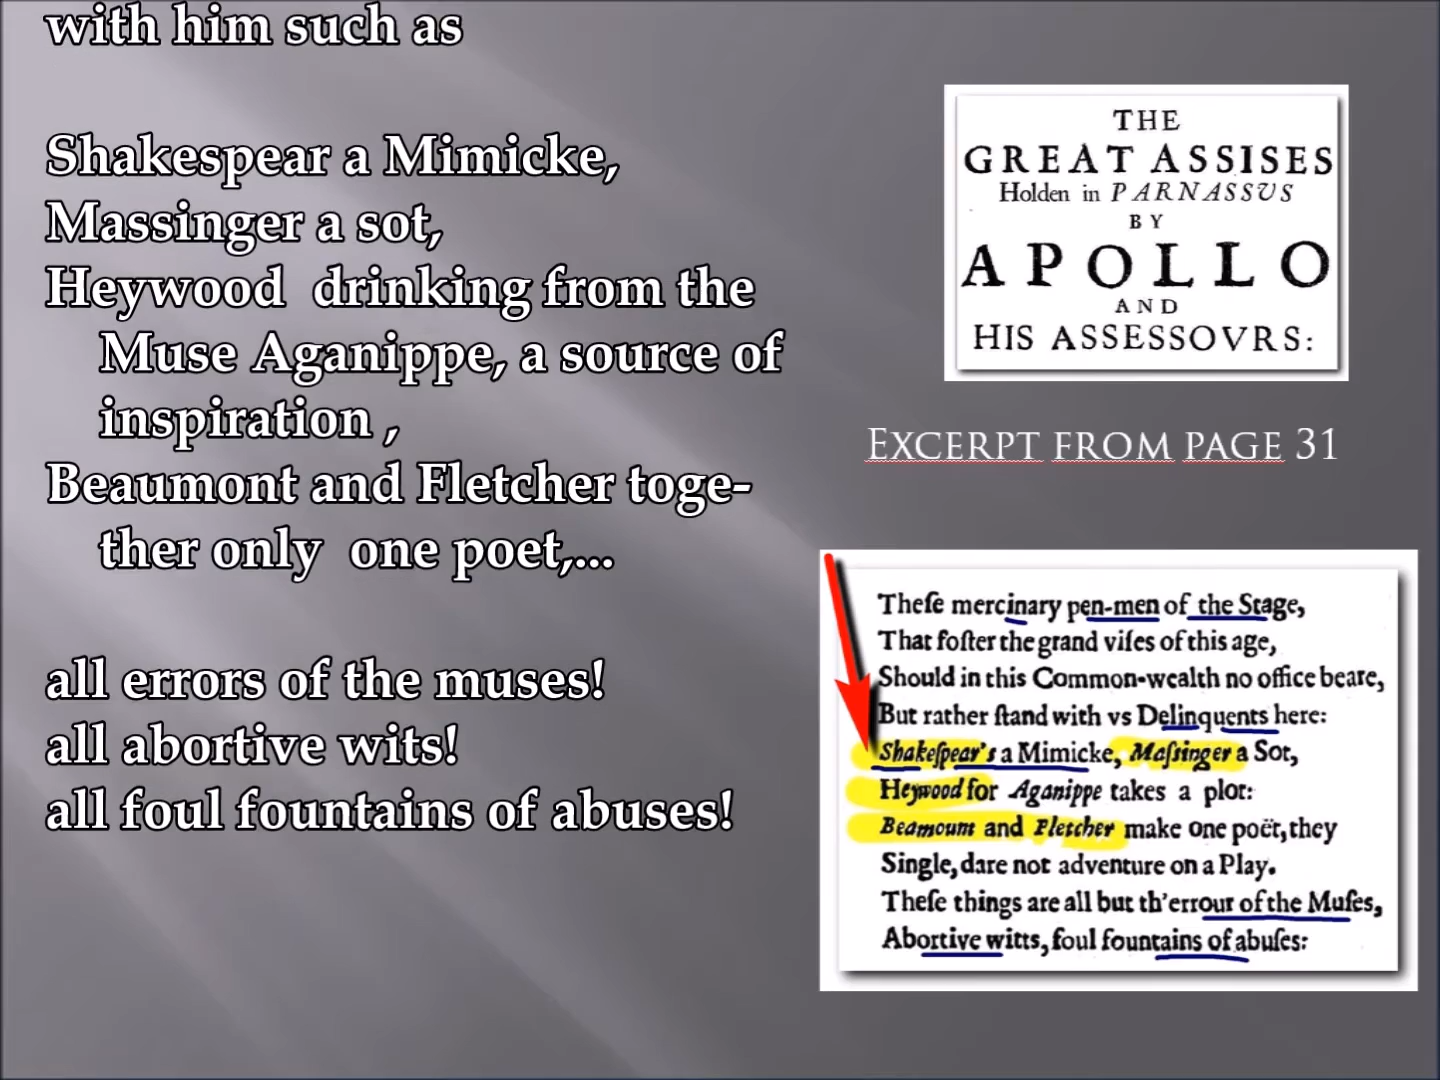 with him such as
Shakespear a Mimicke,
Massinger a sot,
Heywood drinking from the
Muse Aganippe, a source of
inspiration ,
Beaumont and Fletcher toge-
ther only one poet,...
all errors of the muses!
all abortive wits!
all foul fountains of abuses!
THE
GREAT ASSISES
Holden in PARNASSUS
BY
APOLLO
AND
HIS ASSESSOVRS:
EXCERPT FROM PAGE 31
Theſe mercinary pen-men of the Stage,
That foſter the grand viſes of this age,
Should in this Common-wealth no office beare,
But rather ſtand with vs Delinquents here:
Shakeſpear's a Mimicke, Maſsinger a Sot,
Heywood for Aganippe takes a plot:
Beamount and Fletcher make one poët, they
Single, dare not adventure on a Play.
Theſe things are all but th'errour of the Muſes,
Abortive witts, foul fountains of abuſes: